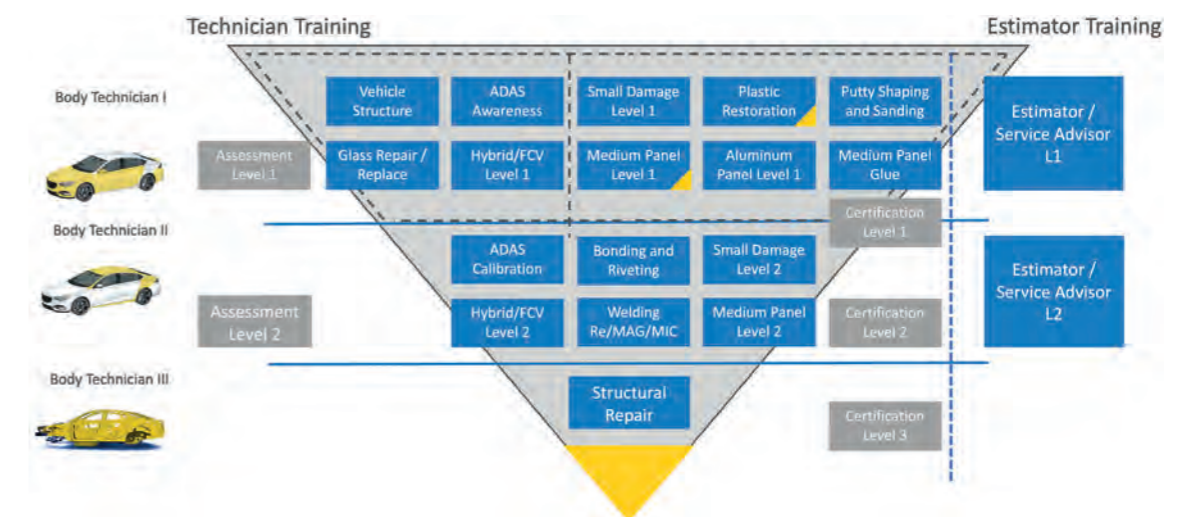 Technician Training
Estimator Training
Body Technician I
Vehicle
Structure
ADAS
Awareness
Small Damage
Level 1
Plastic
Restoration
Putty Shaping
and Sanding
Estimator /
Service Advisor
L1
Assessment
Level 1
Glass Repair /
Replace
Hybrid/FCV
Level 1
Medium Panel
Level 1
Aluminum
Panel Level 1
Medium Panel
Glue
Certification
Level 1
Body Technician II
ADAS
Calibration
Bonding and
Riveting
Small Damage
Level 2
Estimator /
Service Advisor
L2
Assessment
Level 2
Hybrid/FCV
Level 2
Welding
Re/MAG/MIC
Medium Panel
Level 2
Certification
Level 2
Body Technician III
Structural
Repair
Certification
Level 3